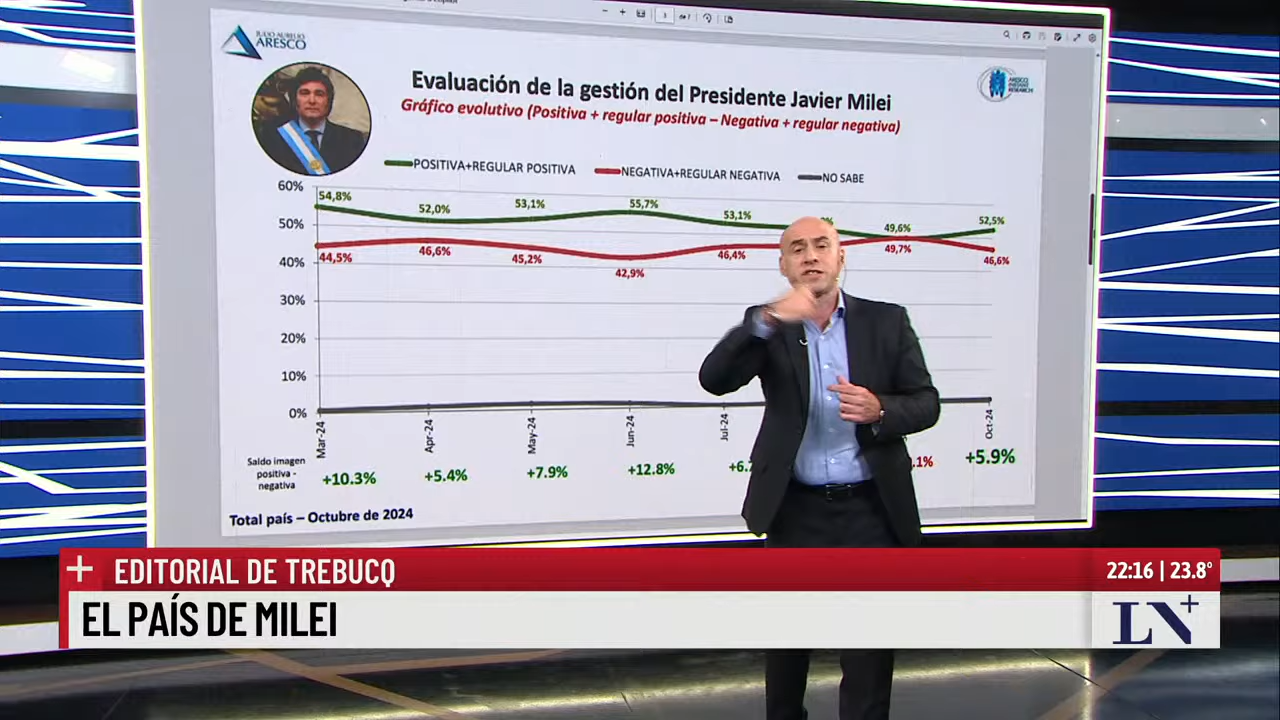 JULIO AURELIO
ARESCO
Evaluación de la gestión del Presidente Javier Milei
Gráfico evolutivo (Positiva + regular positiva – Negativa + regular negativa)
POSITIVA+REGULAR POSITIVA NEGATIVA+REGULAR NEGATIVA NO SABE
60%
50%
40%
30%
20%
10%
0%
54,8% 52,0% 53,1% 55,7% 53,1% 49,6% 52,5%
44,5% 46,6% 45,2% 42,9% 46,4% 49,7% 46,6%
Mar-24 Apr-24 May-24 Jun-24 Jul-24 Oct-24
Saldo imagen
positiva -
negativa
+10.3% +5.4% +7.9% +12.8% +6.7 .1% +5.9%
Total país – Octubre de 2024
+ EDITORIAL DE TREBUCQ
22:16 | 23.8°
EL PAÍS DE MILEI
LN+